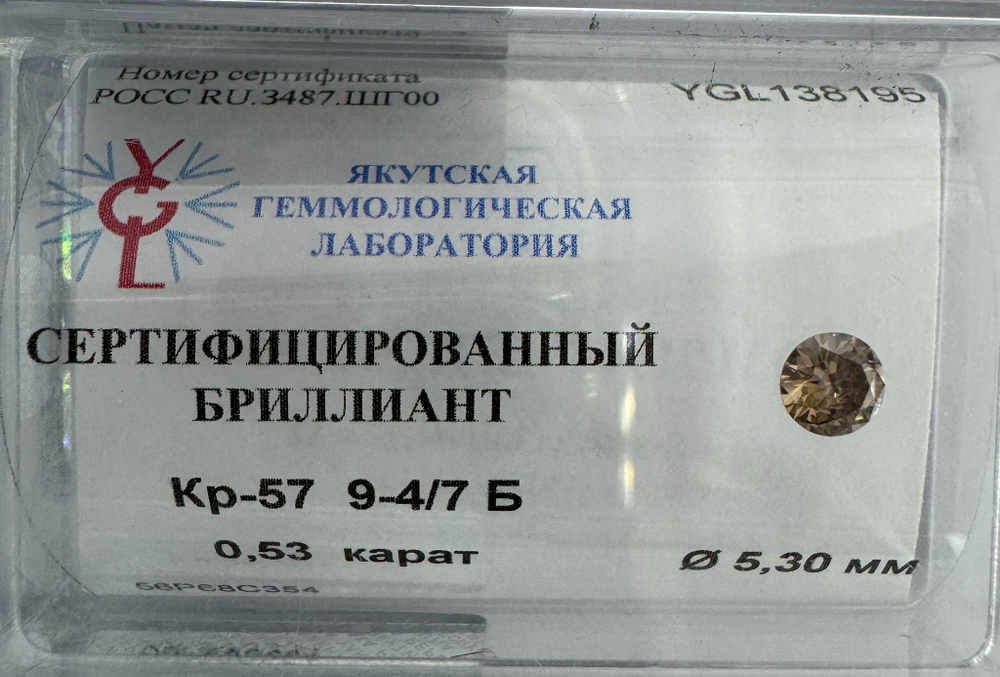 Номер сертификата
РОСС RU.3487.ШГ00
YGL138195
YGL
ЯКУТСКАЯ
ГЕММОЛОГИЧЕСКАЯ
ЛАБОРАТОРИЯ
СЕРТИФИЦИРОВАННЫЙ
БРИЛЛИАНТ
Кр-57 9-4/7 Б
0,53 карат
Ø 5,30 мм